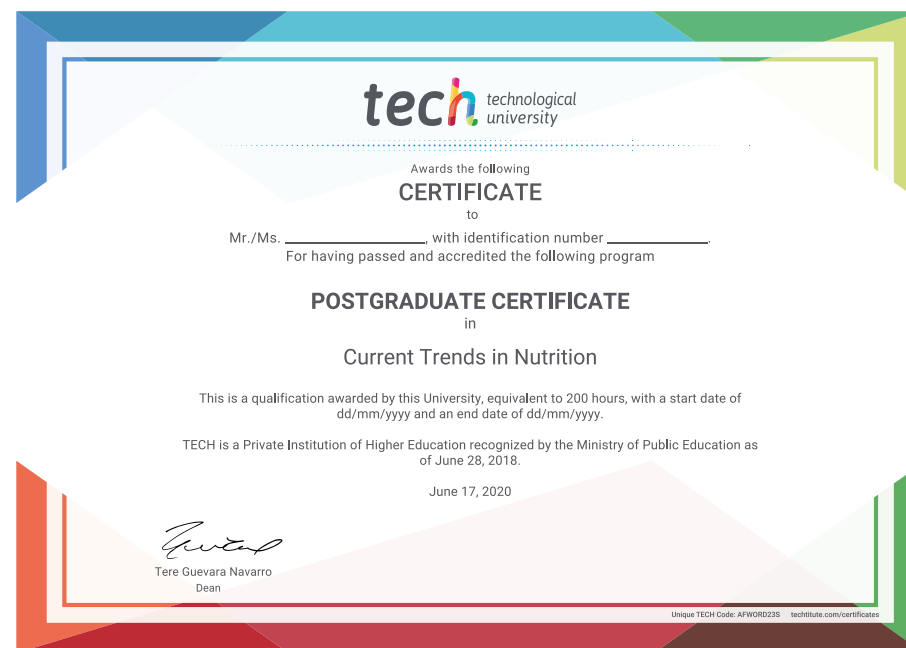 tech technological
university
Awards the following
CERTIFICATE
to
Mr./Ms. ____________________, with identification number ______________.
For having passed and accredited the following program
POSTGRADUATE CERTIFICATE
in
Current Trends in Nutrition
This is a qualification awarded by this University, equivalent to 200 hours, with a start date of
dd/mm/yyyy and an end date of dd/mm/yyyy.
TECH is a Private Institution of Higher Education recognized by the Ministry of Public Education as
of June 28, 2018.
June 17, 2020
Tere Guevara Navarro
Dean
Unique TECH Code: AFWORD23S techtitute.com/certificates